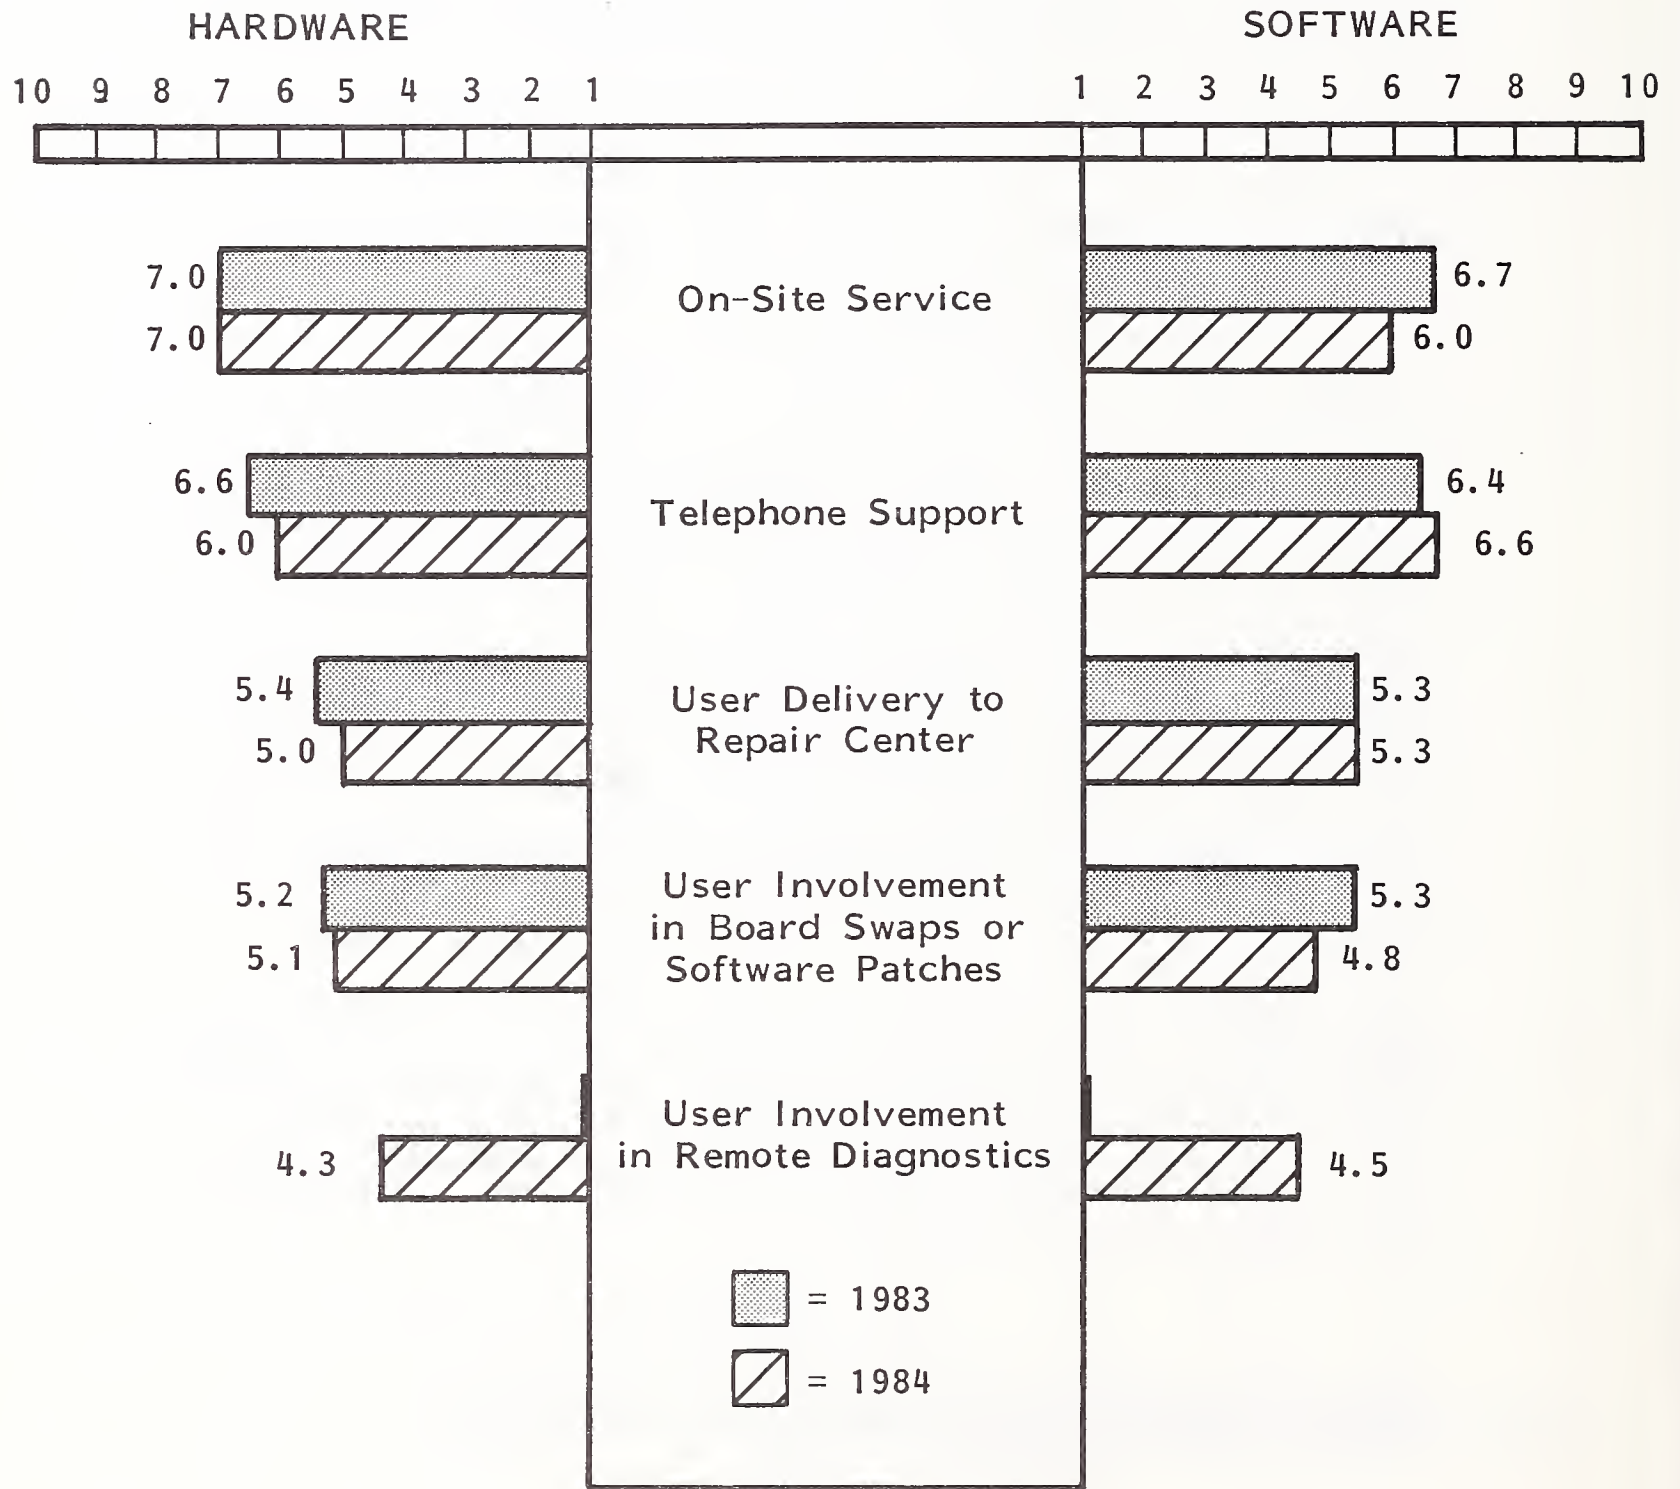 HARDWARE SOFTWARE
10 9 8 7 6 5 4 3 2 1 1 2 3 4 5 6 7 8 9 10
7.0 6.7
On-Site Service
7.0 6.0
6.6 6.4
Telephone Support
6.0 6.6
5.4 5.3
User Delivery to
Repair Center
5.0 5.3
User Involvement
5.2 5.3
in Board Swaps or
5.1 4.8
Software Patches
User Involvement
in Remote Diagnostics
4.3 4.5
= 1983
= 1984